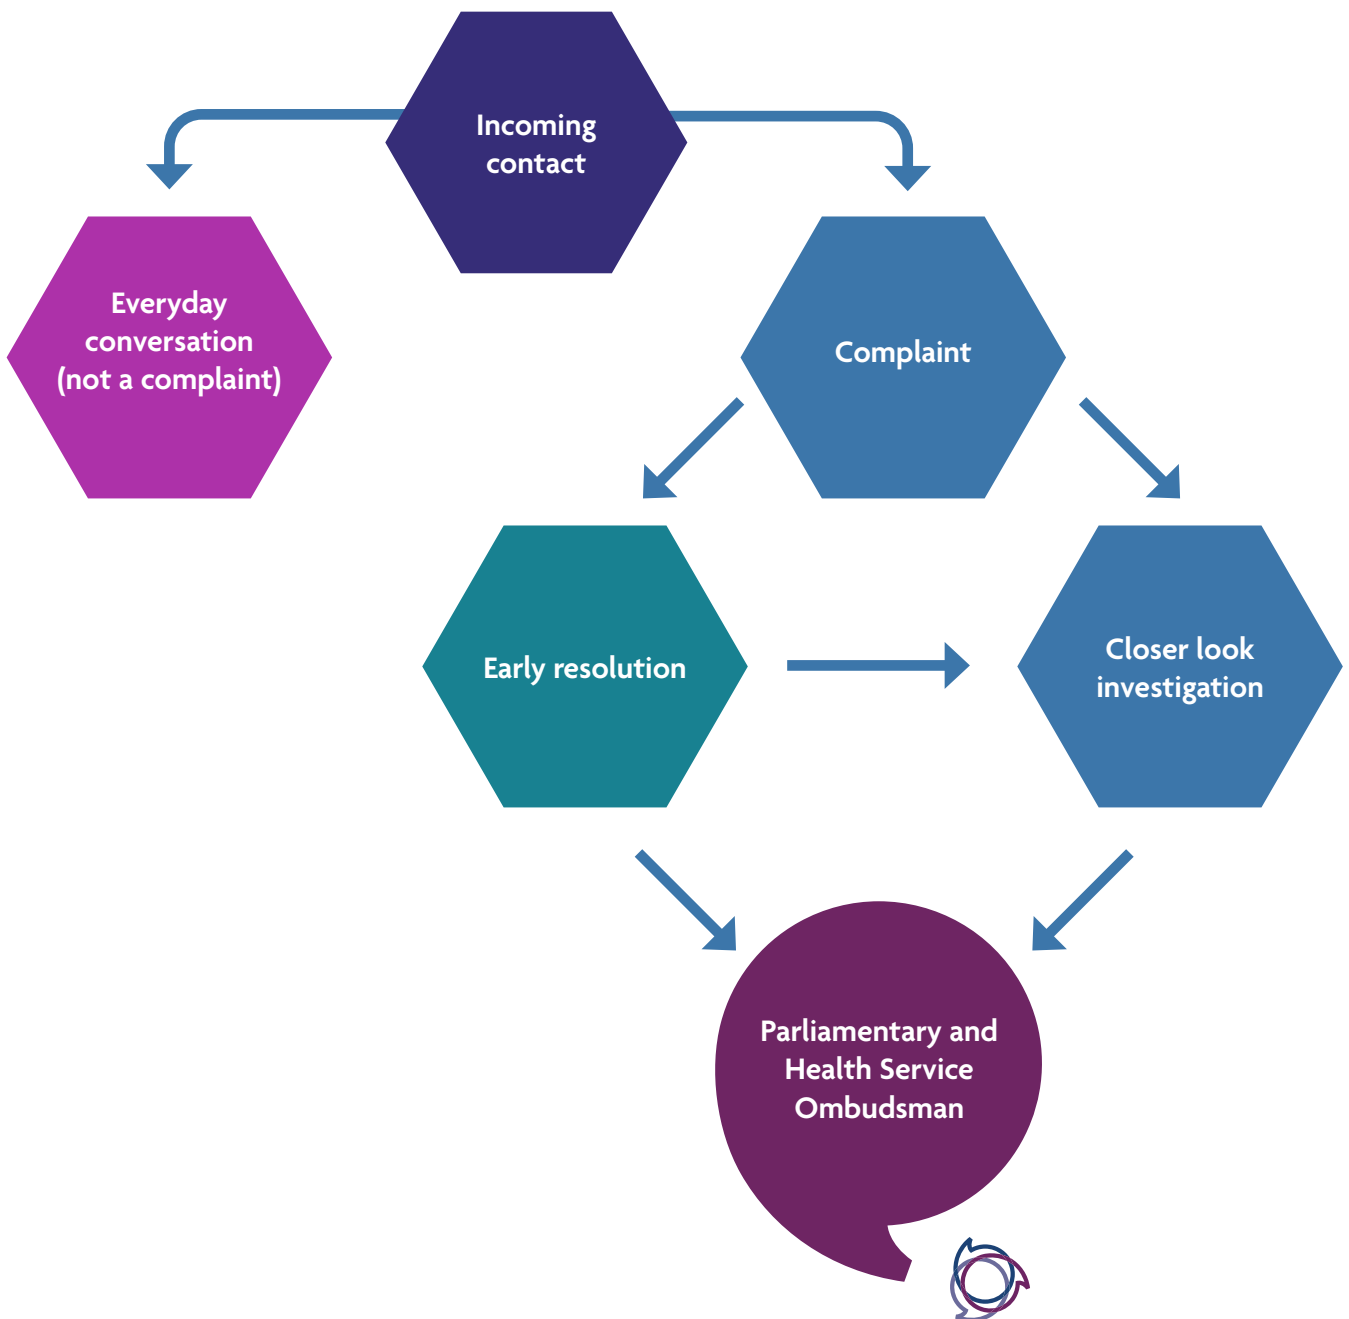 Incoming
contact
Everyday
conversation
(not a complaint)
Complaint
Early resolution
Closer look
investigation
Parliamentary and
Health Service
Ombudsman